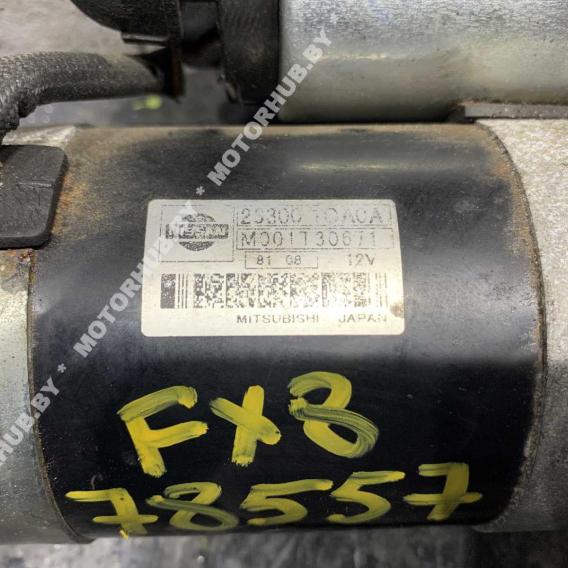 NISSAN
23300 1CA0A
M001T30671
81 08 12V
MITSUBISHI JAPAN
FX8
78557
MOTORHUB.BY * MOTORHUB.BY * MOTORHUB.BY